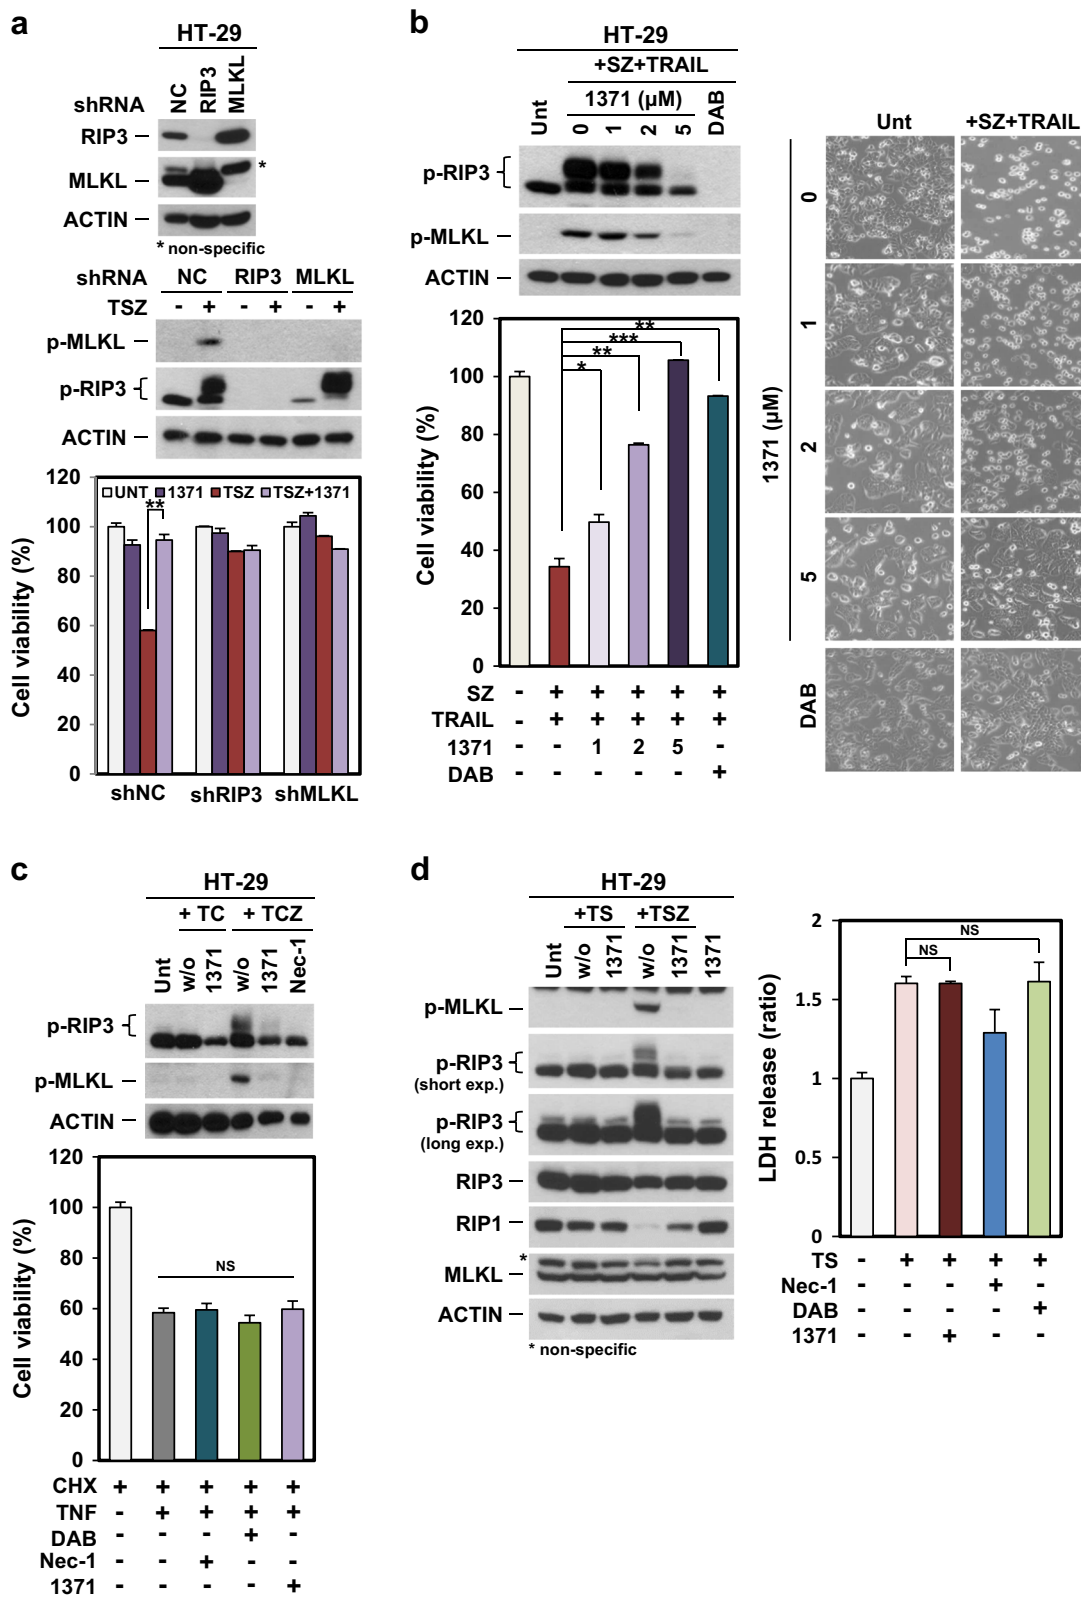 a
HT-29
shRNA NC RIP3 MLKL
RIP3
MLKL *
ACTIN
* non-specific
shRNA NC RIP3 MLKL
TSZ - + - + - +
p-MLKL
p-RIP3
ACTIN
Cell viability (%)
120
100
80
60
40
20
0
UNT 1371 TSZ TSZ+1371
**
shNC shRIP3 shMLKL
b
HT-29
+SZ+TRAIL
1371 (µM)
Unt 0 1 2 5 DAB
p-RIP3
p-MLKL
ACTIN
Cell viability (%)
120
100
80
60
40
20
0
**
***
**
*
SZ - + + + + +
TRAIL - + + + + +
1371 - - 1 2 5 -
DAB - - - - - +
Unt +SZ+TRAIL
1371 (µM)
0
1
2
5
DAB
c
HT-29
+ TC + TCZ
Unt w/o 1371 w/o 1371 Nec-1
p-RIP3
p-MLKL
ACTIN
Cell viability (%)
120
100
80
60
40
20
0
NS
CHX + + + + +
TNF - + + + +
DAB - - - + -
Nec-1 - - + - -
1371 - - - - +
d
HT-29
+TS +TSZ
Unt w/o 1371 w/o 1371 1371
p-MLKL
p-RIP3
(short exp.)
p-RIP3
(long exp.)
RIP3
RIP1
* MLKL
ACTIN
* non-specific
LDH release (ratio)
2
1.5
1
0.5
0
NS
NS
TS - + + + +
Nec-1 - - - + -
DAB - - - - +
1371 - - + - -